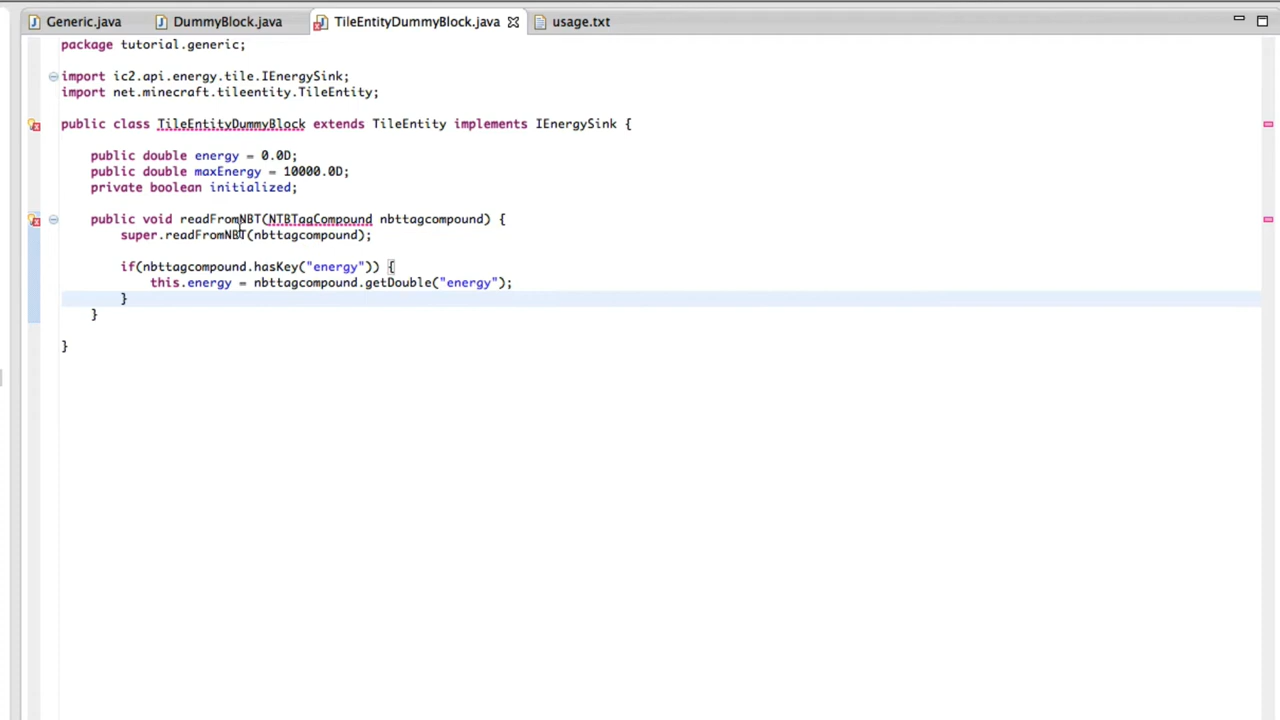 Generic.java DummyBlock.java TileEntityDummyBlock.java usage.txt
package tutorial.generic;
import ic2.api.energy.tile.IEnergySink;
import net.minecraft.tileentity.TileEntity;
public class TileEntityDummyBlock extends TileEntity implements IEnergySink {
public double energy = 0.0D;
public double maxEnergy = 10000.0D;
private boolean initialized;
public void readFromNBT(NTBTagCompound nbttagcompound) {
super.readFromNBT(nbttagcompound);
if(nbttagcompound.hasKey("energy")) {
this.energy = nbttagcompound.getDouble("energy");
}
}
}